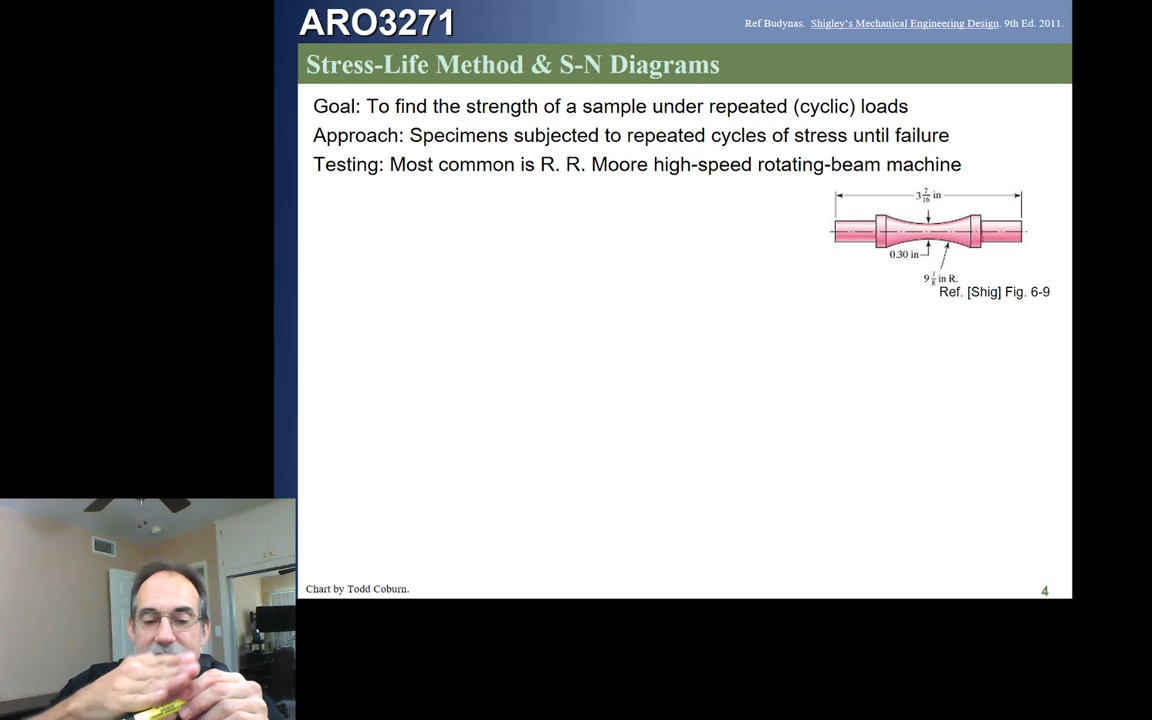 ARO3271
Ref Budynas. Shigley's Mechanical Engineering Design. 9th Ed. 2011.
Stress-Life Method & S-N Diagrams
Goal: To find the strength of a sample under repeated (cyclic) loads
Approach: Specimens subjected to repeated cycles of stress until failure
Testing: Most common is R. R. Moore high-speed rotating-beam machine
3 7/16 in
0.30 in
9 7/8 in R.
Ref. [Shig] Fig. 6-9
Chart by Todd Coburn.
4